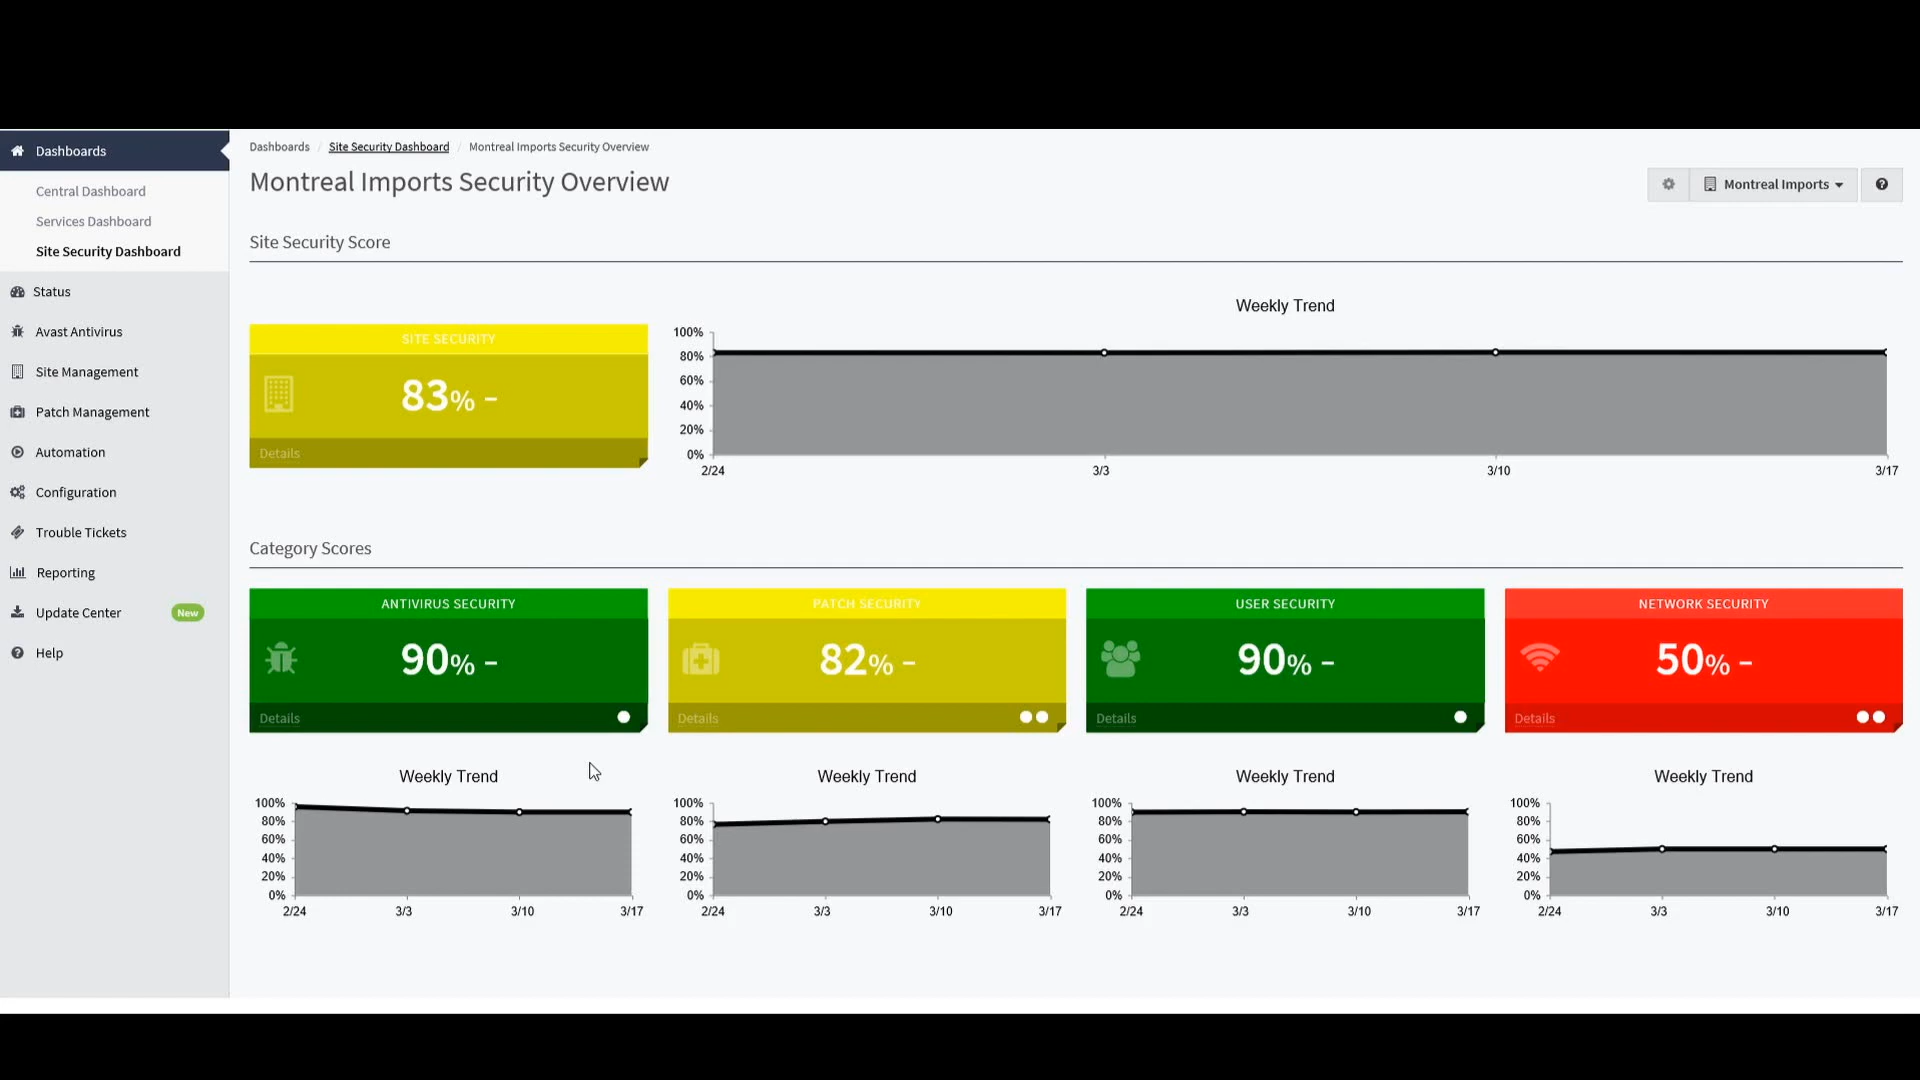 Dashboards
Central Dashboard
Services Dashboard
Site Security Dashboard
Status
Avast Antivirus
Site Management
Patch Management
Automation
Configuration
Trouble Tickets
Reporting
Update Center New
Help
Dashboards / Site Security Dashboard / Montreal Imports Security Overview
Montreal Imports Security Overview
Montreal Imports
Site Security Score
SITE SECURITY
83% –
Details
Weekly Trend
100%
80%
60%
40%
20%
0%
2/24 3/3 3/10 3/17
Category Scores
ANTIVIRUS SECURITY
90% –
Details
PATCH SECURITY
82% –
Details
USER SECURITY
90% –
Details
NETWORK SECURITY
50% –
Details
Weekly Trend
100%
80%
60%
40%
20%
0%
2/24 3/3 3/10 3/17
Weekly Trend
100%
80%
60%
40%
20%
0%
2/24 3/3 3/10 3/17
Weekly Trend
100%
80%
60%
40%
20%
0%
2/24 3/3 3/10 3/17
Weekly Trend
100%
80%
60%
40%
20%
0%
2/24 3/3 3/10 3/17